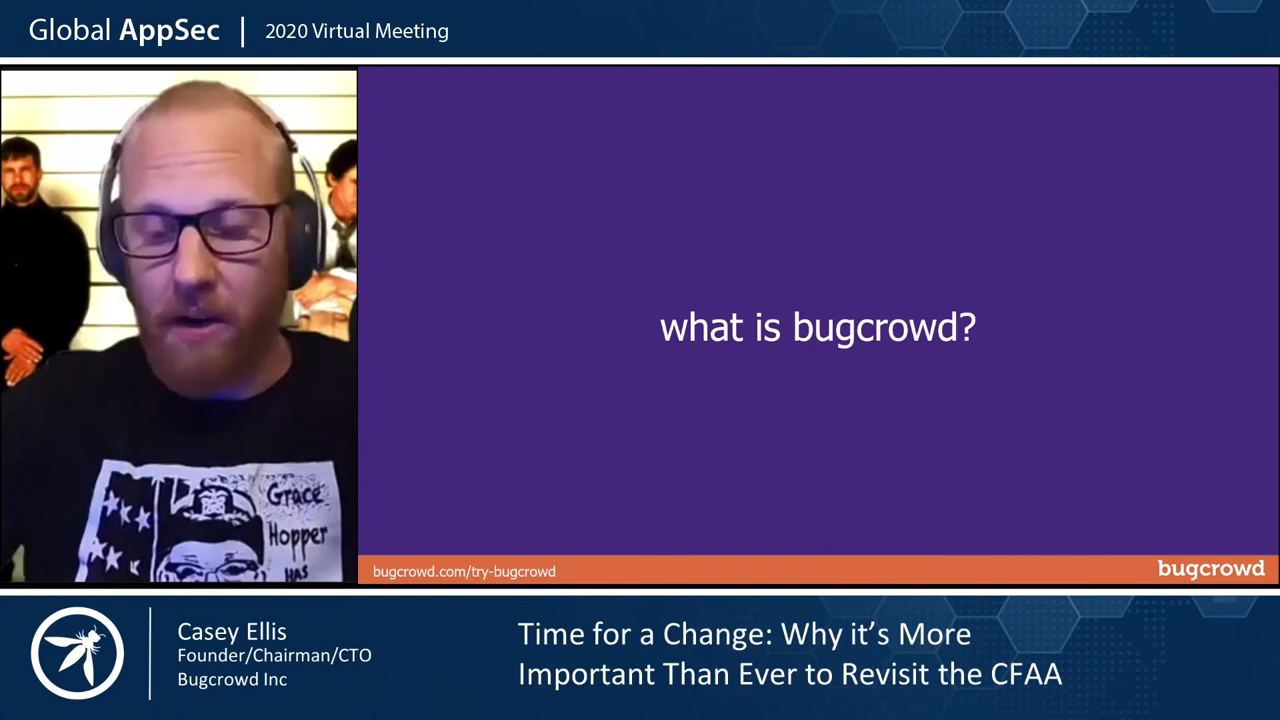 Global AppSec | 2020 Virtual Meeting
what is bugcrowd?
Grace
Hopper
HAS
bugcrowd.com/try-bugcrowd
bugcrowd
Casey Ellis
Founder/Chairman/CTO
Bugcrowd Inc
Time for a Change: Why it's More
Important Than Ever to Revisit the CFAA